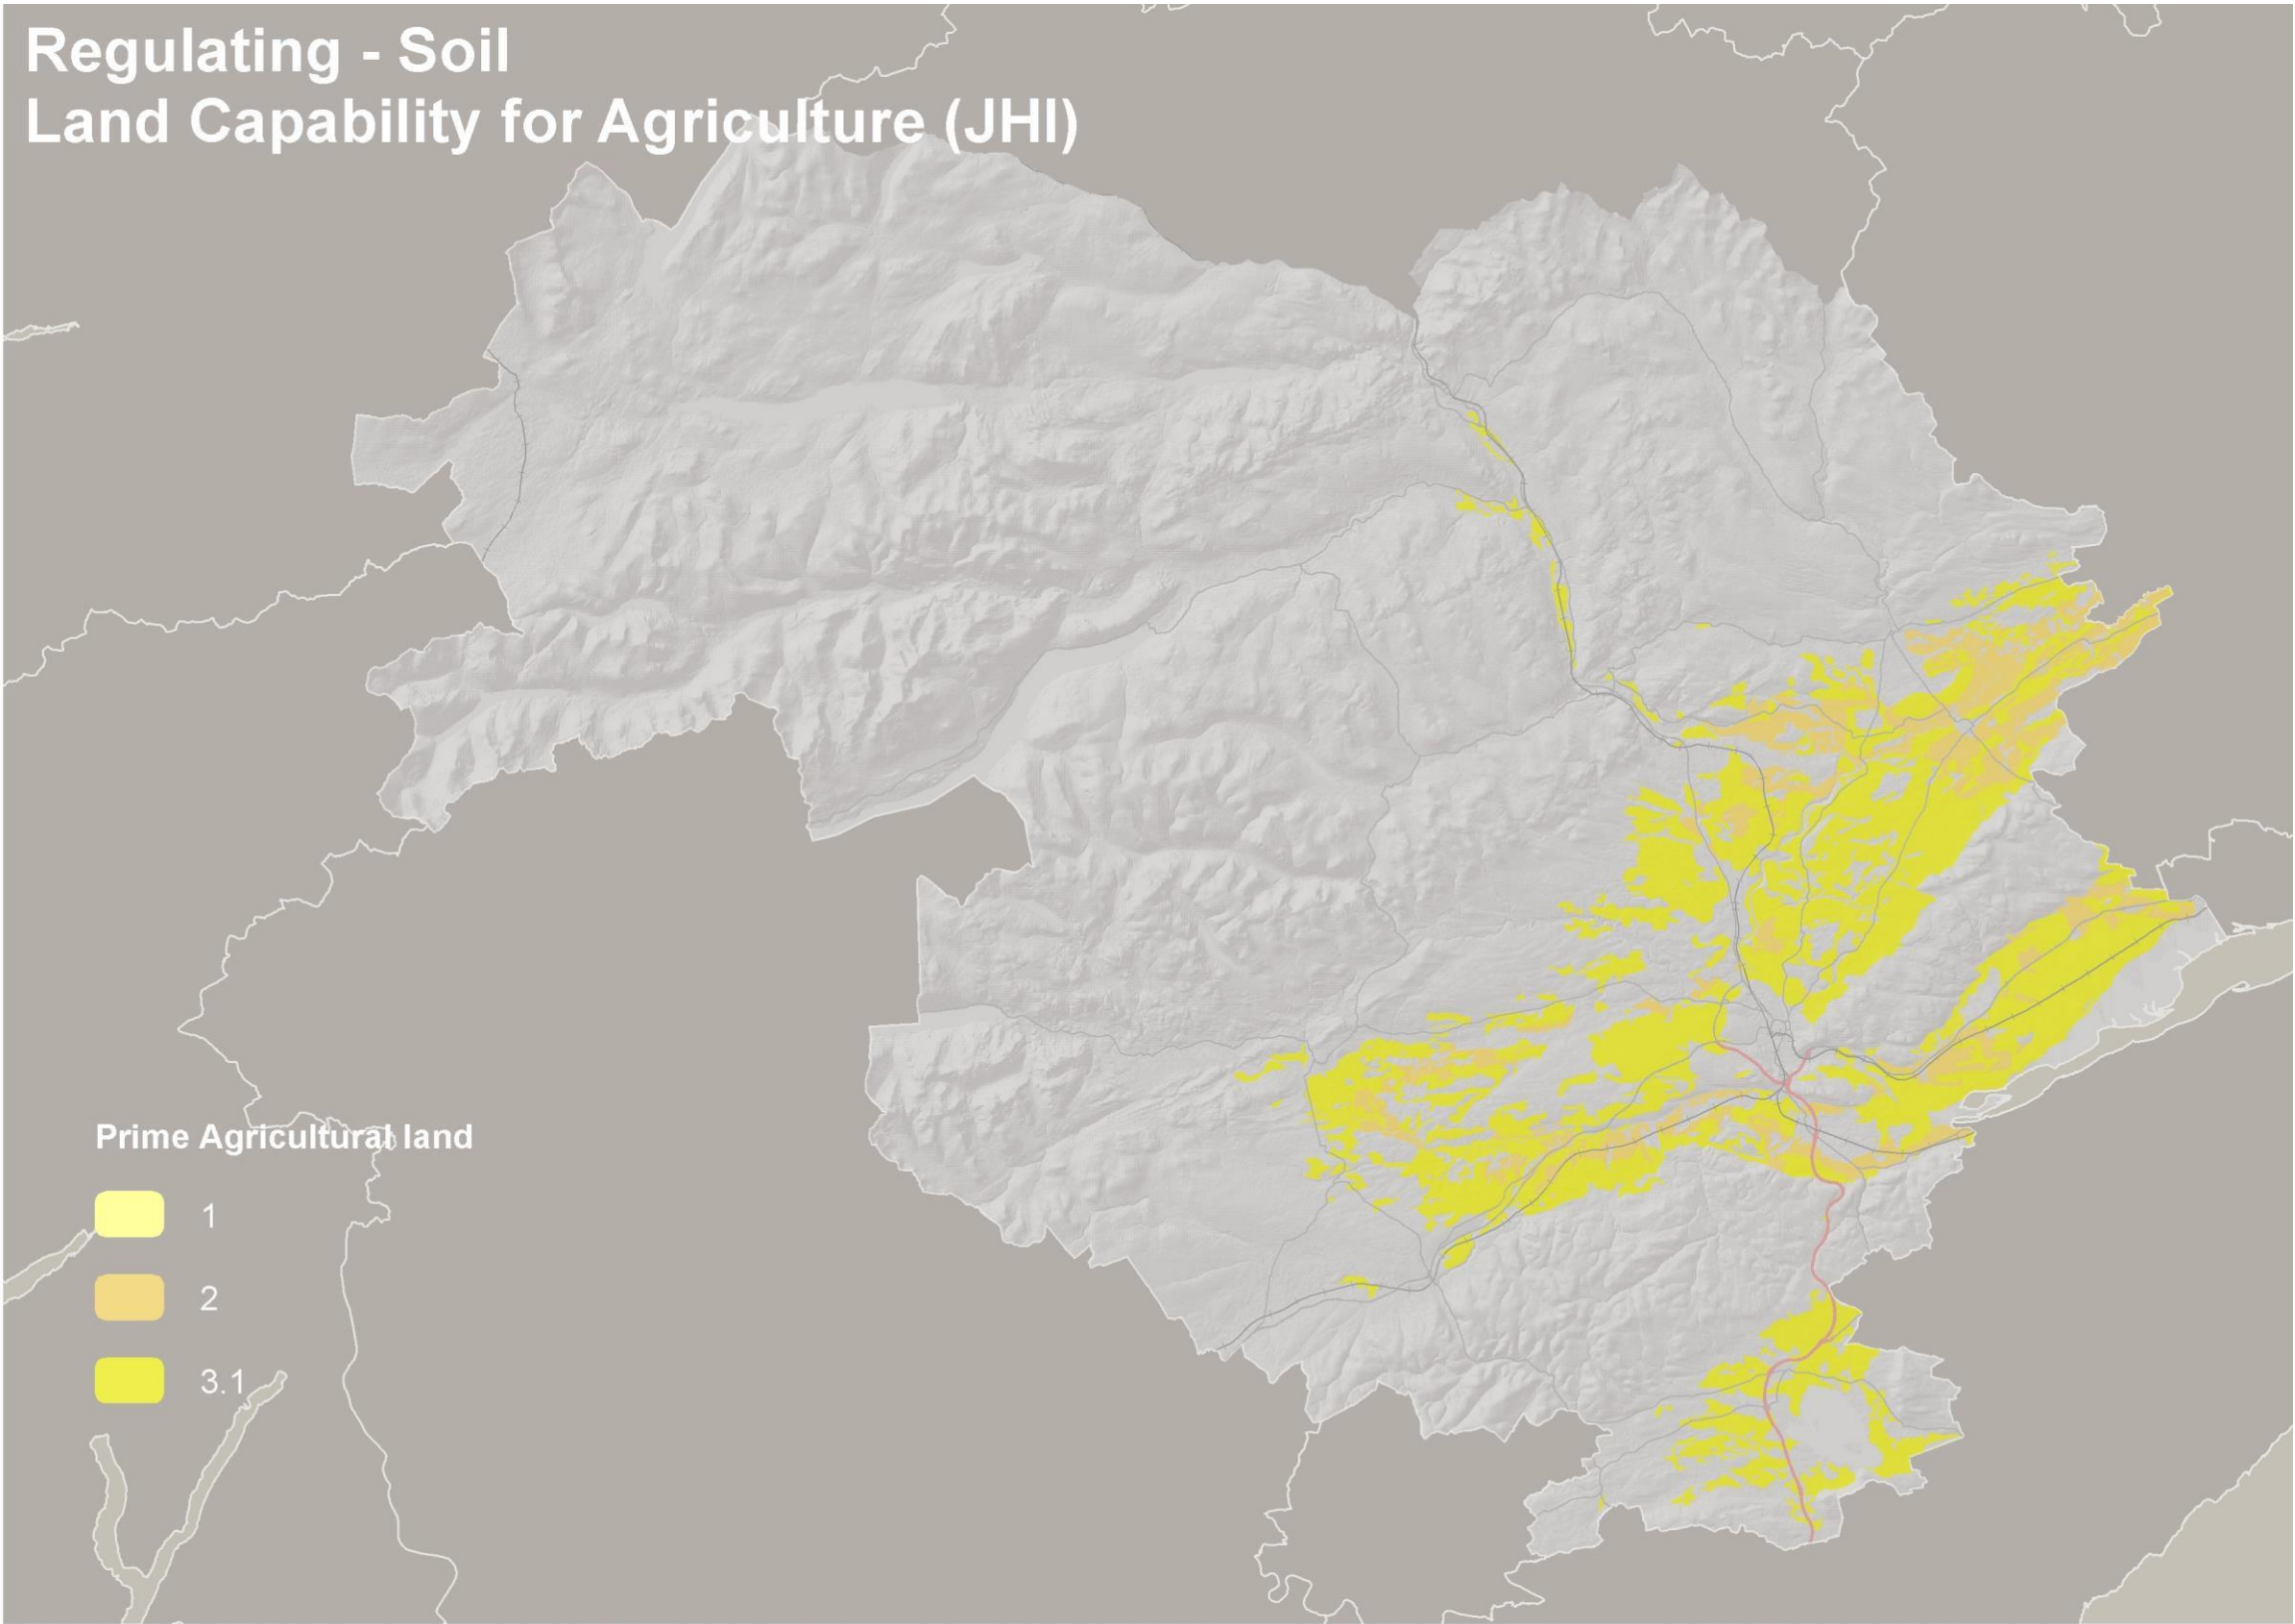 Regulating - Soil
Land Capability for Agriculture (JHI)
Prime Agricultural land
1
2
3.1